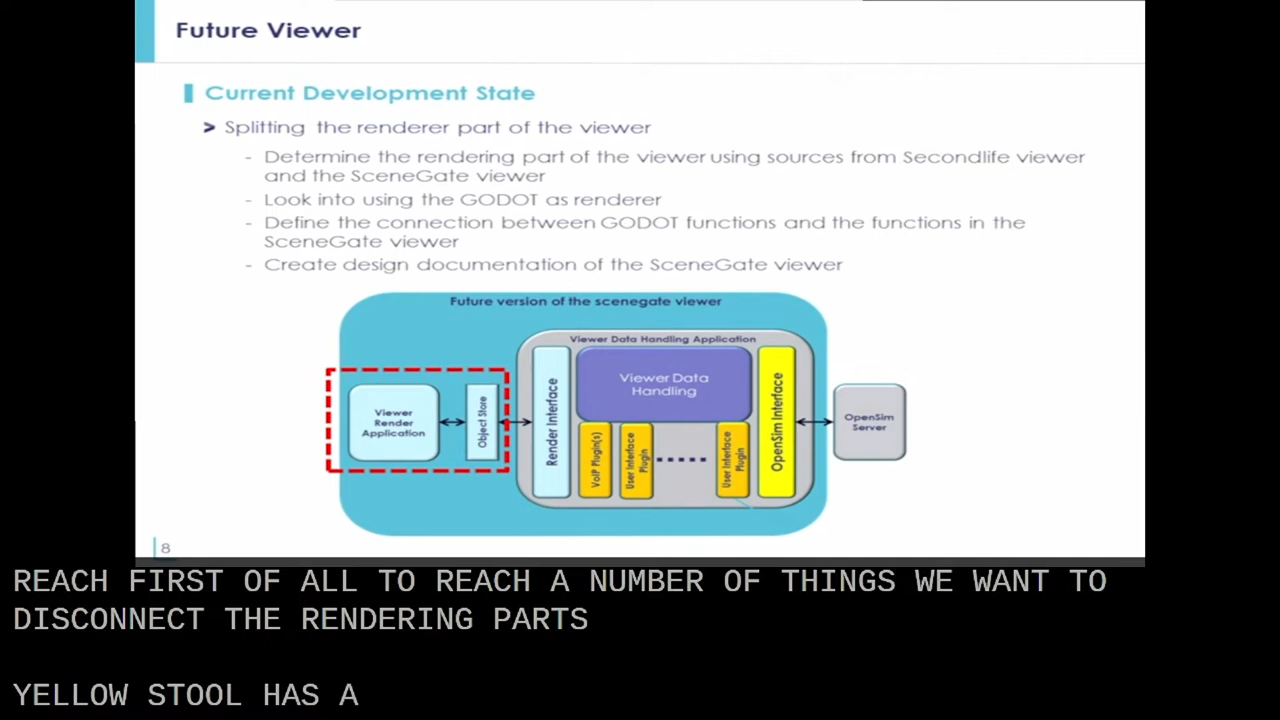 Future Viewer
Current Development State
> Splitting the renderer part of the viewer
- Determine the rendering part of the viewer using sources from Secondlife viewer
and the SceneGate viewer
- Look into using the GODOT as renderer
- Define the connection between GODOT functions and the functions in the
SceneGate viewer
- Create design documentation of the SceneGate viewer
Future version of the scenegate viewer
Viewer Data Handling Application
Viewer
Render
Application
Object Store
Render Interface
Viewer Data
Handling
VoIP Plugin(s)
User Interface
Plugin
User Interface
Plugin
OpenSim Interface
OpenSim
Server
8
REACH FIRST OF ALL TO REACH A NUMBER OF THINGS WE WANT TO
DISCONNECT THE RENDERING PARTS
YELLOW STOOL HAS A